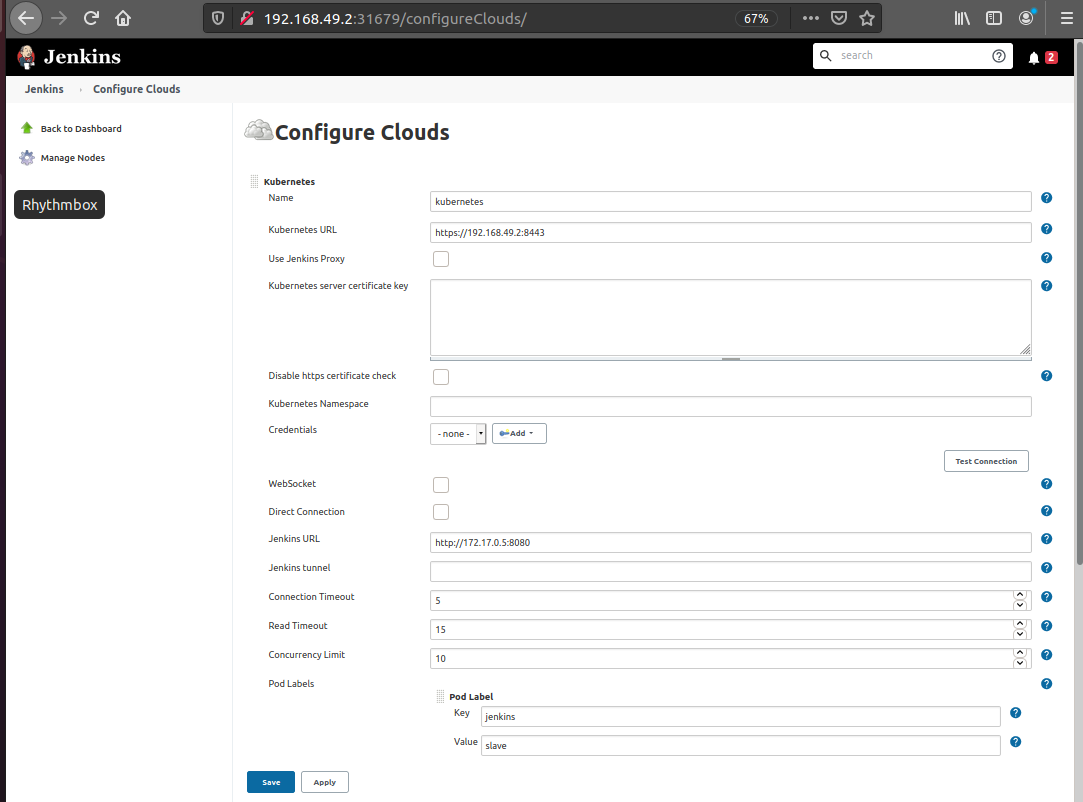 192.168.49.2:31679/configureClouds/ 67%
Jenkins search 2
Jenkins Configure Clouds
Back to Dashboard
Manage Nodes
Rhythmbox
Configure Clouds
Kubernetes
Name kubernetes
Kubernetes URL https://192.168.49.2:8443
Use Jenkins Proxy
Kubernetes server certificate key
Disable https certificate check
Kubernetes Namespace
Credentials - none - Add
Test Connection
WebSocket
Direct Connection
Jenkins URL http://172.17.0.5:8080
Jenkins tunnel
Connection Timeout 5
Read Timeout 15
Concurrency Limit 10
Pod Labels
Pod Label
Key jenkins
Value slave
Save Apply